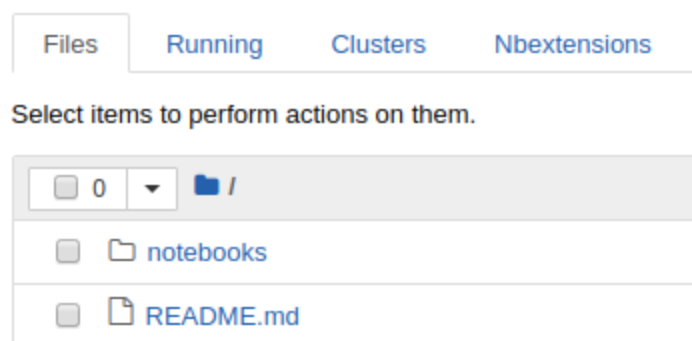 Files Running Clusters Nbextensions
Select items to perform actions on them.
0 /
notebooks
README.md